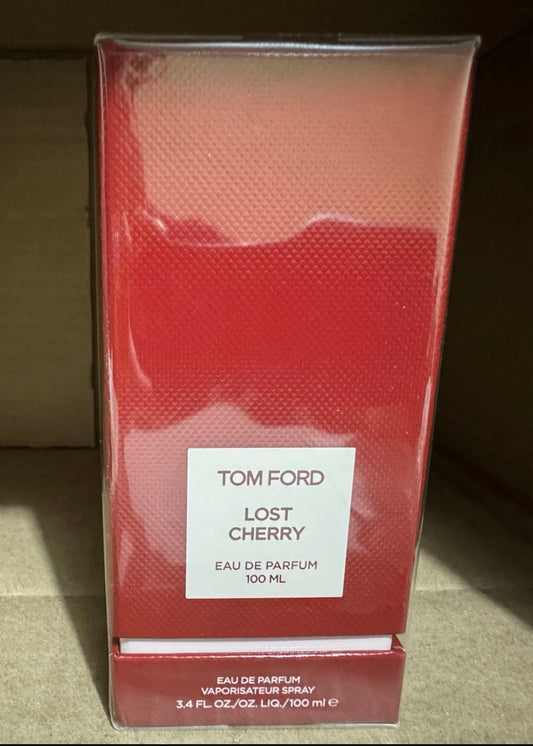 TOM FORD
LOST
CHERRY
EAU DE PARFUM
100 ML
EAU DE PARFUM
VAPORISATEUR SPRAY
3.4 FL. OZ./OZ. LIQ./100 ml ℮